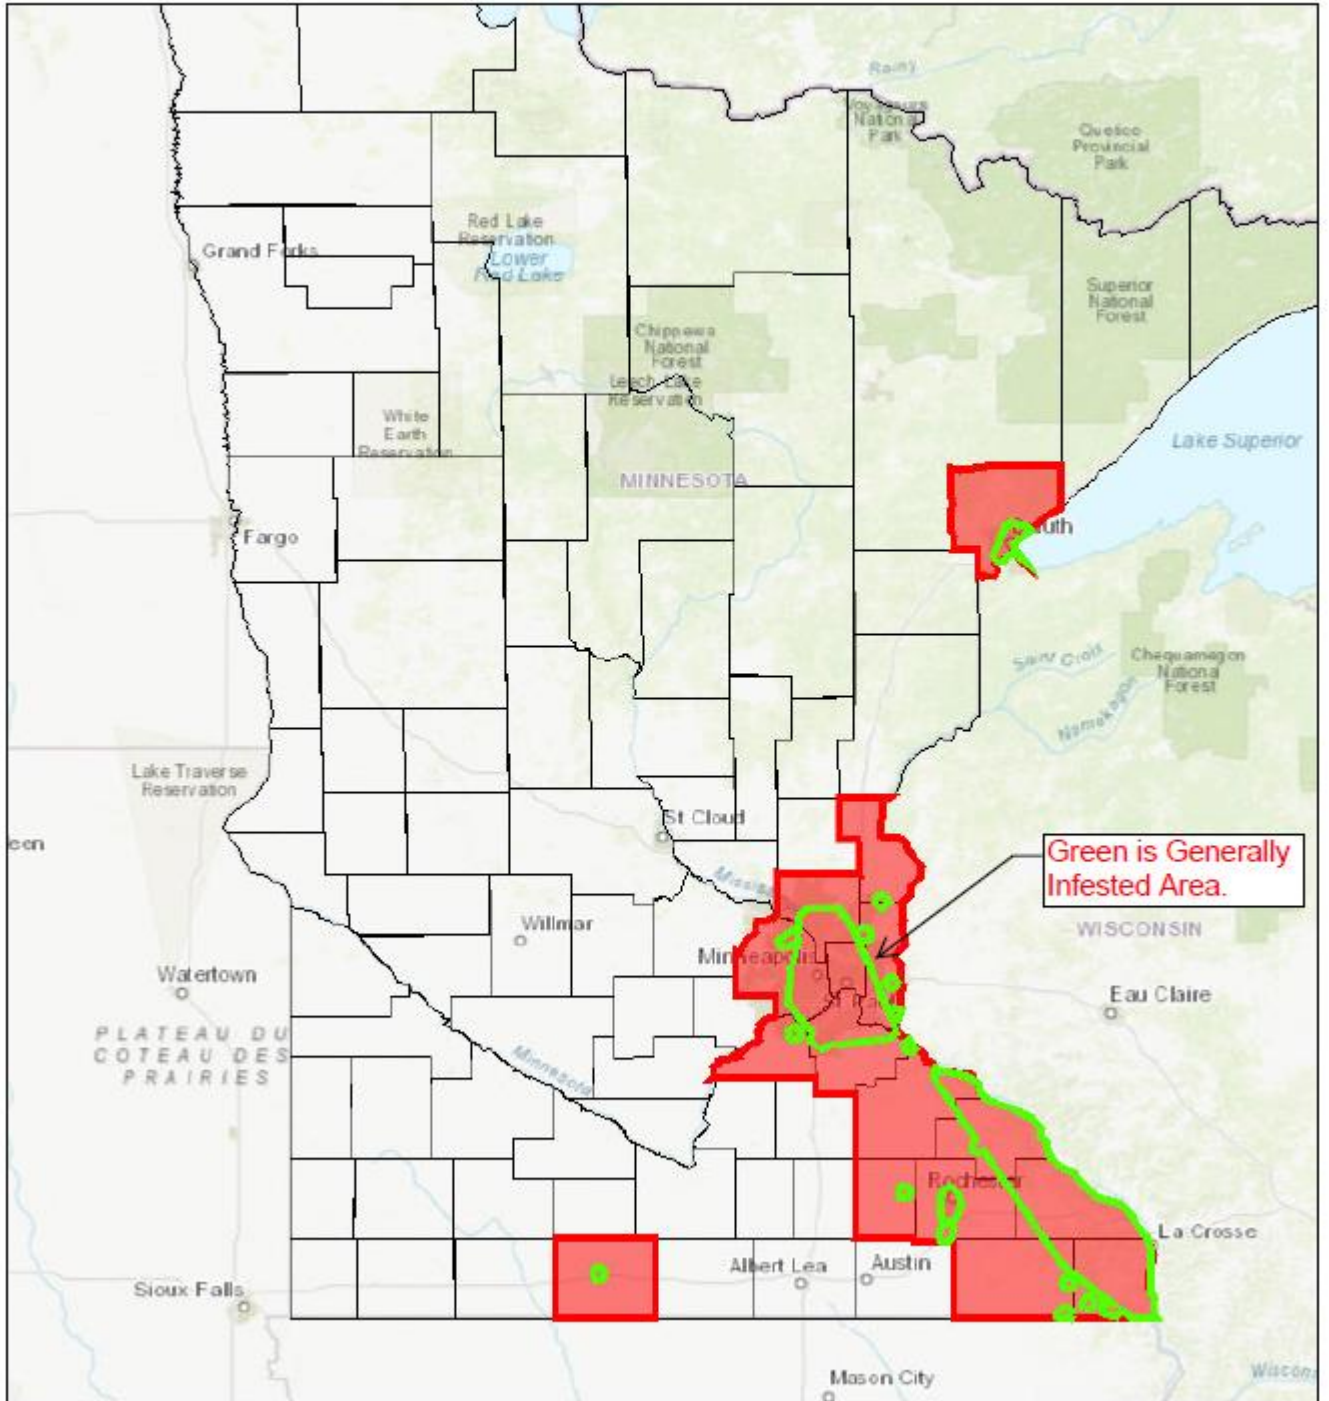 Rainy
Voyageurs
National
Park
Quetico
Provincial
Park
Red Lake
Reservation
Lower
Red Lake
Grand Forks
Superior
National
Forest
Chippewa
National
Forest
Leech Lake
Reservation
White
Earth
Reservation
Lake Superior
MINNESOTA
Fargo
uth
Saint Croix
Chequamegon
National
Forest
Namekagon
Lake Traverse
Reservation
St Cloud
Green is Generally
Infested Area.
Willmar
WISCONSIN
Minneapolis
Watertown
Eau Claire
PLATEAU DU
COTEAU DES
PRAIRIES
Minnesota
Rochester
La Crosse
Albert Lea
Austin
Sioux Falls
Mason City
Wiscons